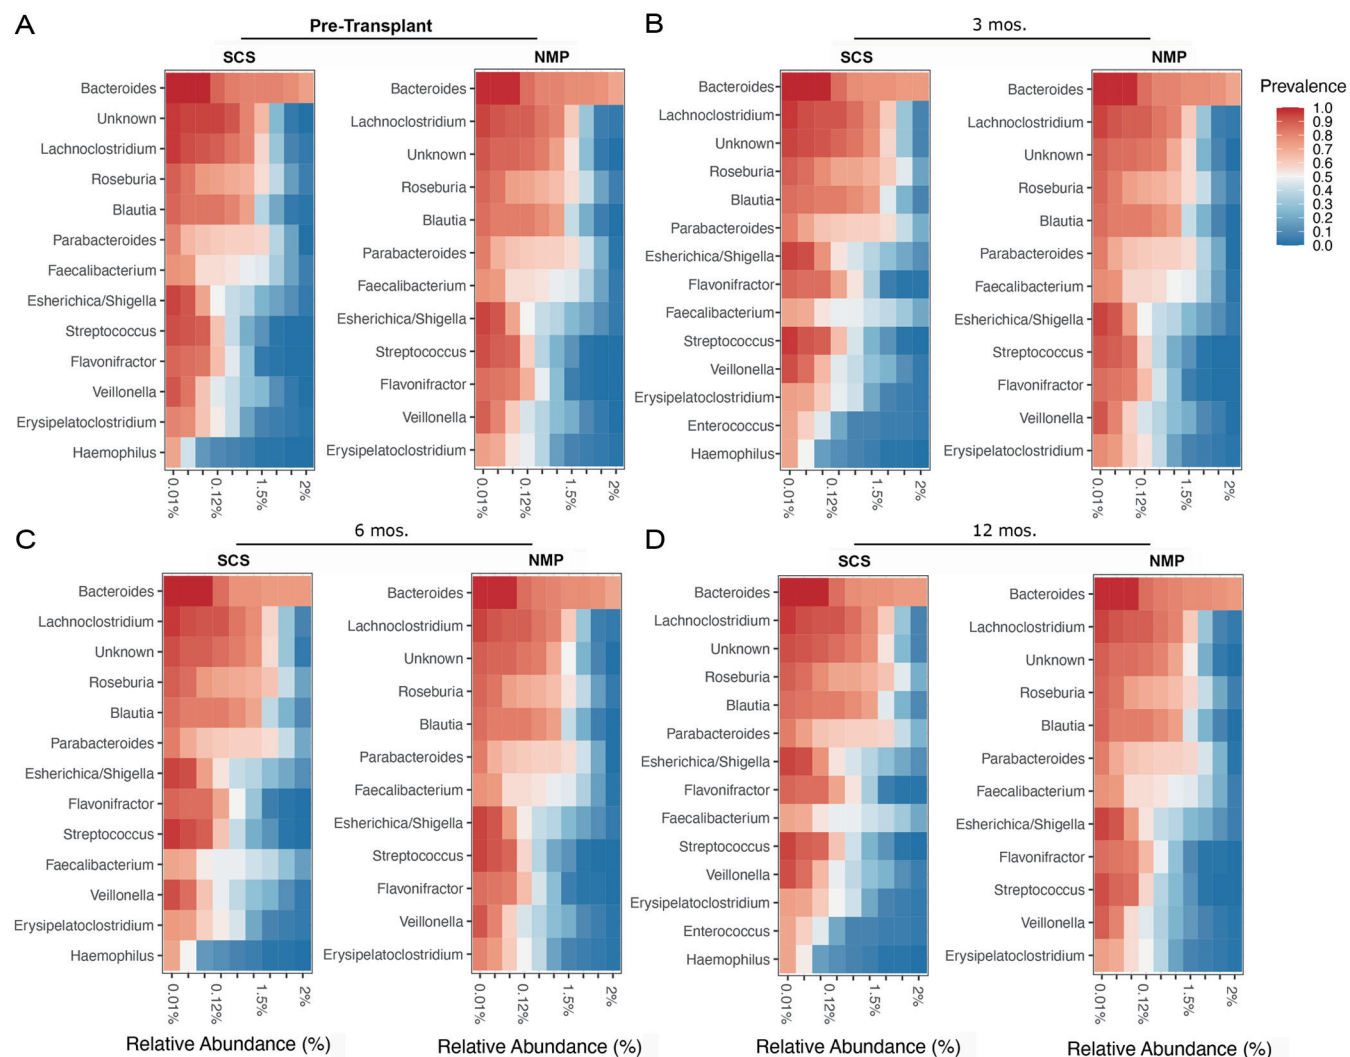 A
Pre-Transplant
SCS
Bacteroides
Unknown
Lachnoclostridium
Roseburia
Blautia
Parabacteroides
Faecalibacterium
Esherichica/Shigella
Streptococcus
Flavonifractor
Veillonella
Erysipelatoclostridium
Haemophilus
0.01%
0.12%
1.5%
2%
NMP
Bacteroides
Lachnoclostridium
Unknown
Roseburia
Blautia
Parabacteroides
Faecalibacterium
Esherichica/Shigella
Streptococcus
Flavonifractor
Veillonella
Erysipelatoclostridium
0.01%
0.12%
1.5%
2%
B
3 mos.
SCS
Bacteroides
Lachnoclostridium
Unknown
Roseburia
Blautia
Parabacteroides
Esherichica/Shigella
Flavonifractor
Faecalibacterium
Streptococcus
Veillonella
Erysipelatoclostridium
Enterococcus
Haemophilus
0.01%
0.12%
1.5%
2%
NMP
Bacteroides
Lachnoclostridium
Unknown
Roseburia
Blautia
Parabacteroides
Faecalibacterium
Esherichica/Shigella
Streptococcus
Flavonifractor
Veillonella
Erysipelatoclostridium
0.01%
0.12%
1.5%
2%
Prevalence
1.0
0.9
0.8
0.7
0.6
0.5
0.4
0.3
0.2
0.1
0.0
C
6 mos.
SCS
Bacteroides
Lachnoclostridium
Unknown
Roseburia
Blautia
Parabacteroides
Esherichica/Shigella
Flavonifractor
Streptococcus
Faecalibacterium
Veillonella
Erysipelatoclostridium
Haemophilus
0.01%
0.12%
1.5%
2%
Relative Abundance (%)
NMP
Bacteroides
Lachnoclostridium
Unknown
Roseburia
Blautia
Parabacteroides
Faecalibacterium
Esherichica/Shigella
Streptococcus
Flavonifractor
Veillonella
Erysipelatoclostridium
0.01%
0.12%
1.5%
2%
Relative Abundance (%)
D
12 mos.
SCS
Bacteroides
Lachnoclostridium
Unknown
Roseburia
Blautia
Parabacteroides
Esherichica/Shigella
Flavonifractor
Faecalibacterium
Streptococcus
Veillonella
Erysipelatoclostridium
Enterococcus
Haemophilus
0.01%
0.12%
1.5%
2%
Relative Abundance (%)
NMP
Bacteroides
Lachnoclostridium
Unknown
Roseburia
Blautia
Parabacteroides
Faecalibacterium
Esherichica/Shigella
Flavonifractor
Streptococcus
Veillonella
Erysipelatoclostridium
0.01%
0.12%
1.5%
2%
Relative Abundance (%)